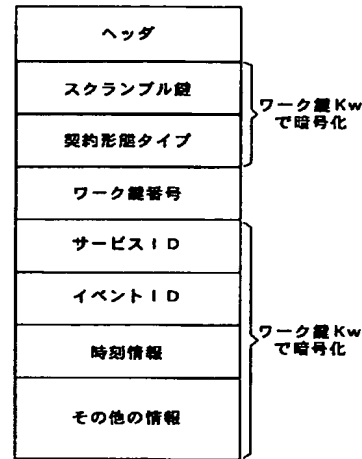 ヘッダ
スクランブル鍵
契約形態タイプ
ワーク鍵Kw
で暗号化
ワーク鍵番号
サービスID
イベントID
時刻情報
その他の情報
ワーク鍵Kw
で暗号化